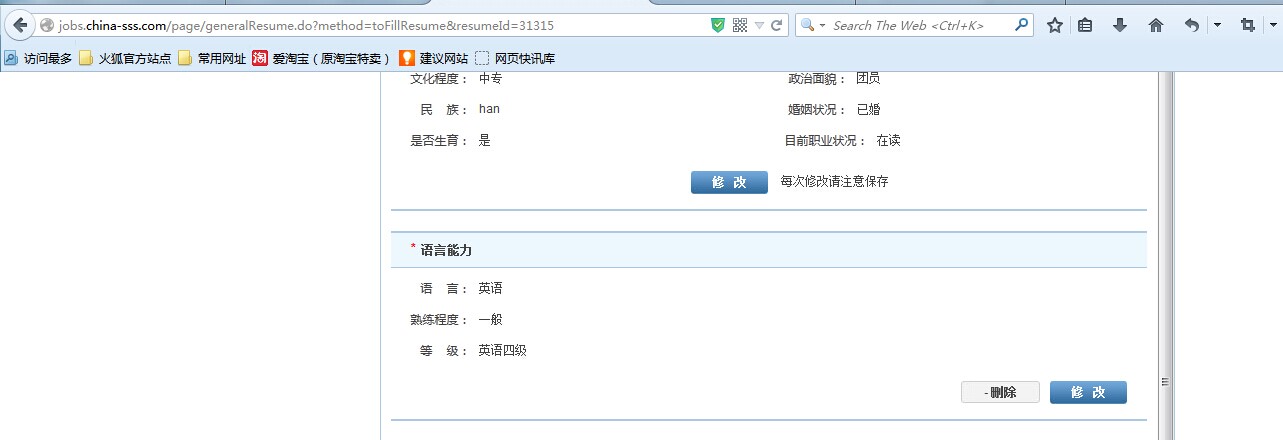 jobs.china-sss.com/page/generalResume.do?method=toFillResume&resumeId=31315
Search The Web <Ctrl+K>
访问最多 火狐官方站点 常用网址 淘 爱淘宝（原淘宝特卖） 建议网站 网页快讯库
文化程度： 中专 政治面貌： 团员
民 族： han 婚姻状况： 已婚
是否生育： 是 目前职业状况： 在读
修 改 每次修改请注意保存
* 语言能力
语 言： 英语
熟练程度： 一般
等 级： 英语四级
-删除 修 改